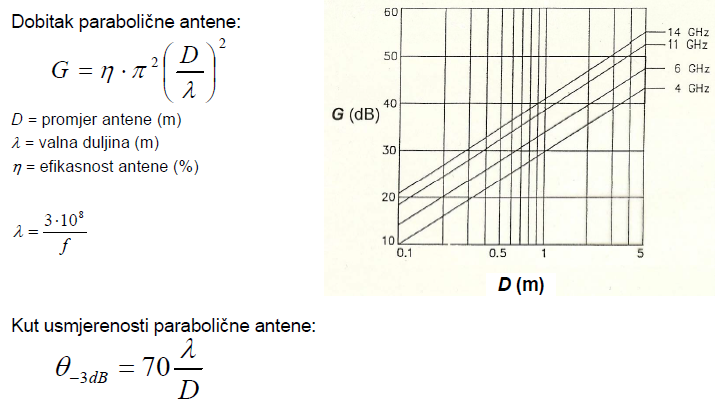 Dobitak parabolične antene:
G = η · π² (D / λ)²
D = promjer antene (m)
λ = valna duljina (m)
η = efikasnost antene (%)
λ = 3·10⁸ / f
Kut usmjerenosti parabolične antene:
θ₋₃dB = 70 λ / D
G (dB)
60
50
40
30
20
10
14 GHz
11 GHz
6 GHz
4 GHz
0.1
0.5
1
5
D (m)